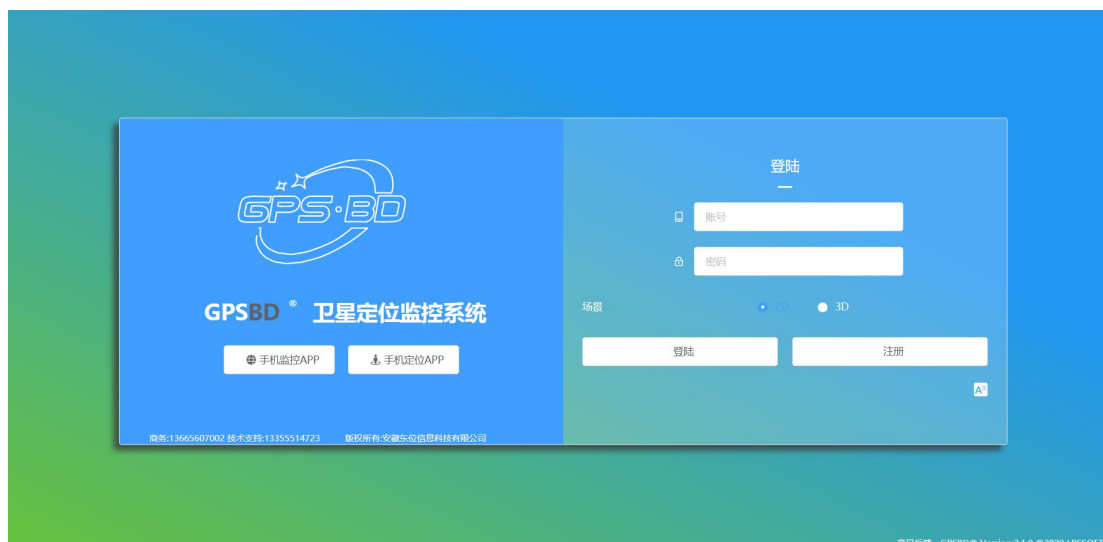 GPS·BD
GPSBD ® 卫星定位监控系统
手机监控APP 手机定位APP
商务:13665607002 技术支持:13355514723 版权所有:安徽东位信息科技有限公司
登陆
账号
密码
场景 2D 3D
登陆 注册
A